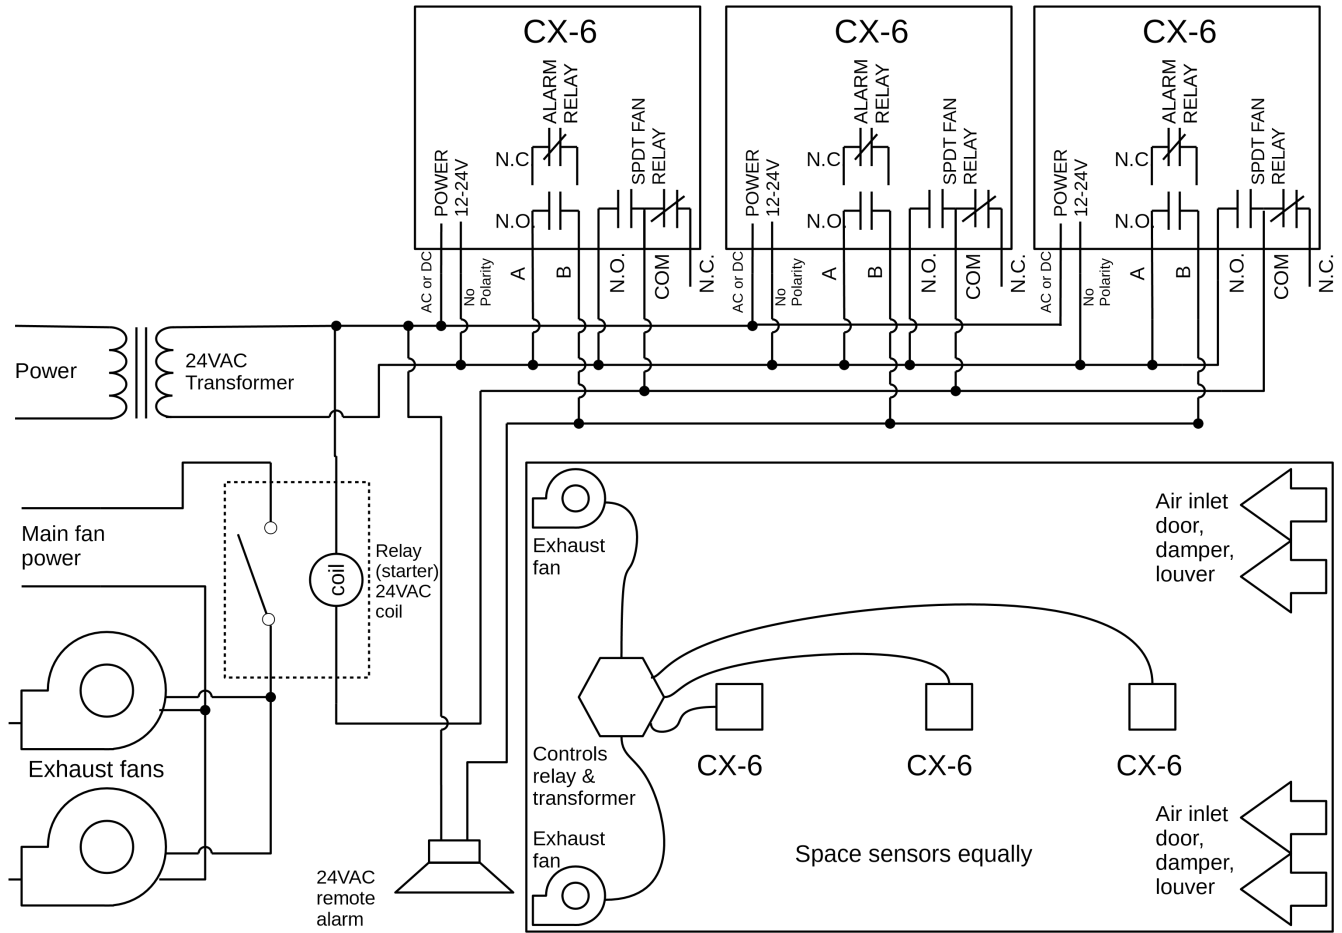 CX-6
ALARM
RELAY
SPDT FAN
RELAY
POWER
12-24V
N.C
N.O.
AC or DC
No
Polarity
A
B
N.O.
COM
N.C.
CX-6
ALARM
RELAY
SPDT FAN
RELAY
POWER
12-24V
N.C
N.O.
AC or DC
No
Polarity
A
B
N.O.
COM
N.C.
CX-6
ALARM
RELAY
SPDT FAN
RELAY
POWER
12-24V
N.C
N.O.
AC or DC
No
Polarity
A
B
N.O.
COM
N.C.
Power
24VAC
Transformer
Main fan
power
coil
Relay
(starter)
24VAC
coil
Exhaust fans
24VAC
remote
alarm
Exhaust
fan
Air inlet
door,
damper,
louver
Controls
relay &
transformer
CX-6
CX-6
CX-6
Exhaust
fan
Space sensors equally
Air inlet
door,
damper,
louver